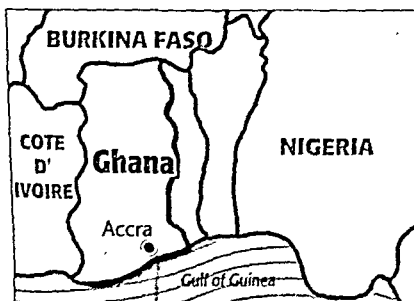 BURKINA FASO
COTE
D'
IVOIRE
Ghana
NIGERIA
Accra
Gulf of Guinea